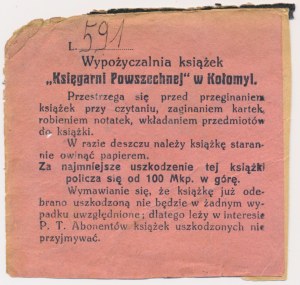 L. 591
Wypożyczalnia książek
„Księgarni Powszechnej” w Kołomyi.
Przestrzega się przed przeginaniem
książek przy czytaniu, zaginaniem kartek,
robieniem notatek, wkładaniem przedmiotów
do książki.
W razie deszczu należy książkę staran-
nie owinąć papierem.
Za najmniejsze uszkodzenie tej książki
policza się od 100 Mkp. w górę.
Wymawianie się, że książkę już ode-
brano uszkodzoną nie będzie w żadnym wy-
padku uwzględnione; dlatego leży w interesie
P. T. Abonentów książek uszkodzonych nie
przyjmywać.